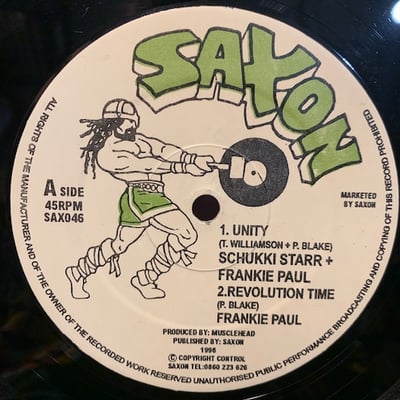 SAXON
A SIDE
45RPM
SAX046
MARKETED
BY SAXON
1. UNITY
(T. WILLIAMSON + P. BLAKE)
SCHUKKI STARR +
FRANKIE PAUL
2.REVOLUTION TIME
(P. BLAKE)
FRANKIE PAUL
PRODUCED BY: MUSCLEHEAD
PUBLISHED BY: SAXON
1996
© COPYRIGHT CONTROL
SAXON TEL:0860 223 626
ALL RIGHTS OF THE MANUFACTURER AND OF THE OWNER OF THE RECORDED WORK RESERVED UNAUTHORISED PUBLIC PERFORMANCE BROADCASTING AND COPYING OF THIS RECORD PROHIBITED